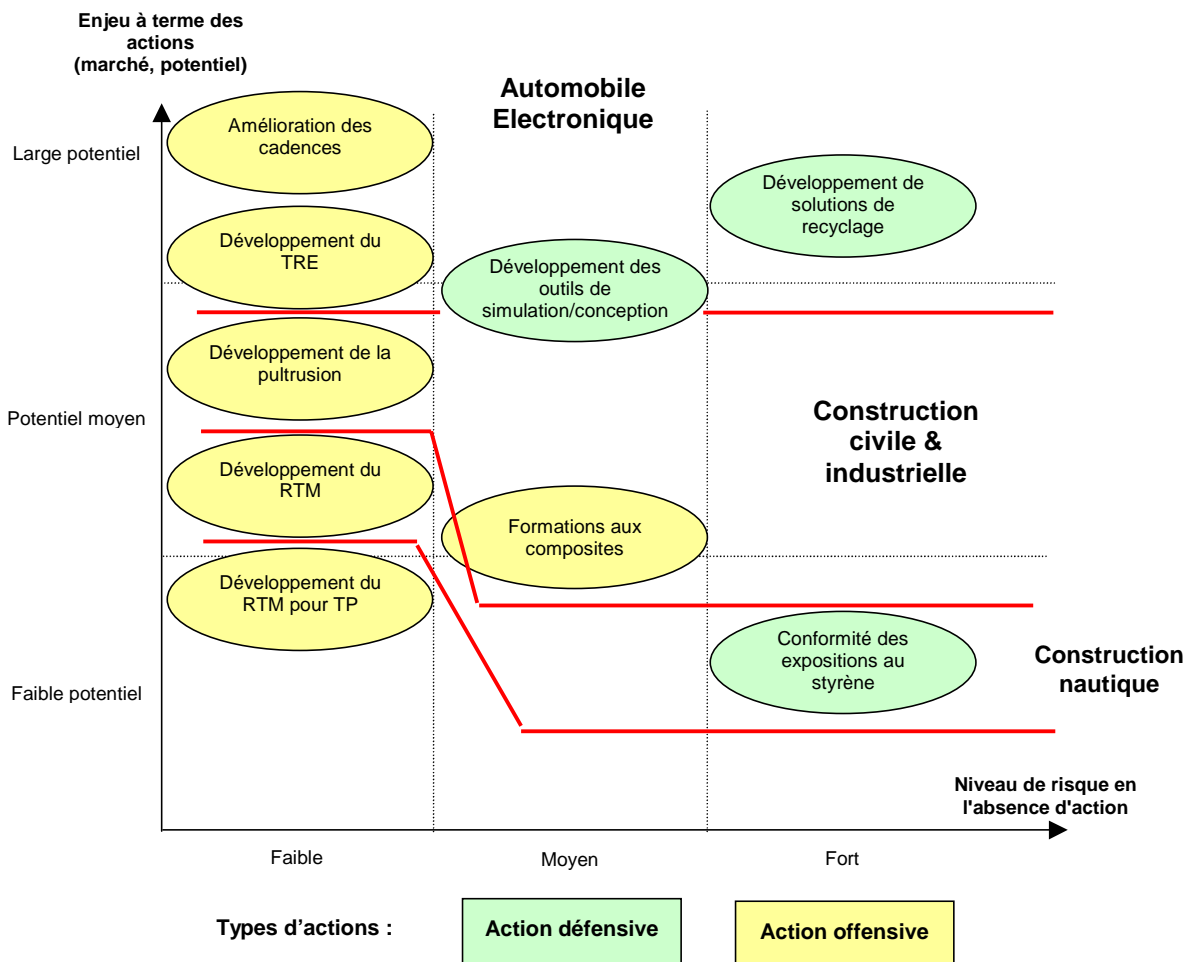 Enjeu à terme des
actions
(marché, potentiel)
Automobile
Electronique
Large potentiel
Amélioration des
cadences
Développement de
solutions de
recyclage
Développement du
TRE
Développement des
outils de
simulation/conception
Développement de la
pultrusion
Potentiel moyen
Construction
civile &
industrielle
Développement du
RTM
Formations aux
composites
Développement du
RTM pour TP
Conformité des
expositions au
styrène
Construction
nautique
Faible potentiel
Niveau de risque en
l'absence d'action
Faible
Moyen
Fort
Types d’actions :
Action défensive
Action offensive